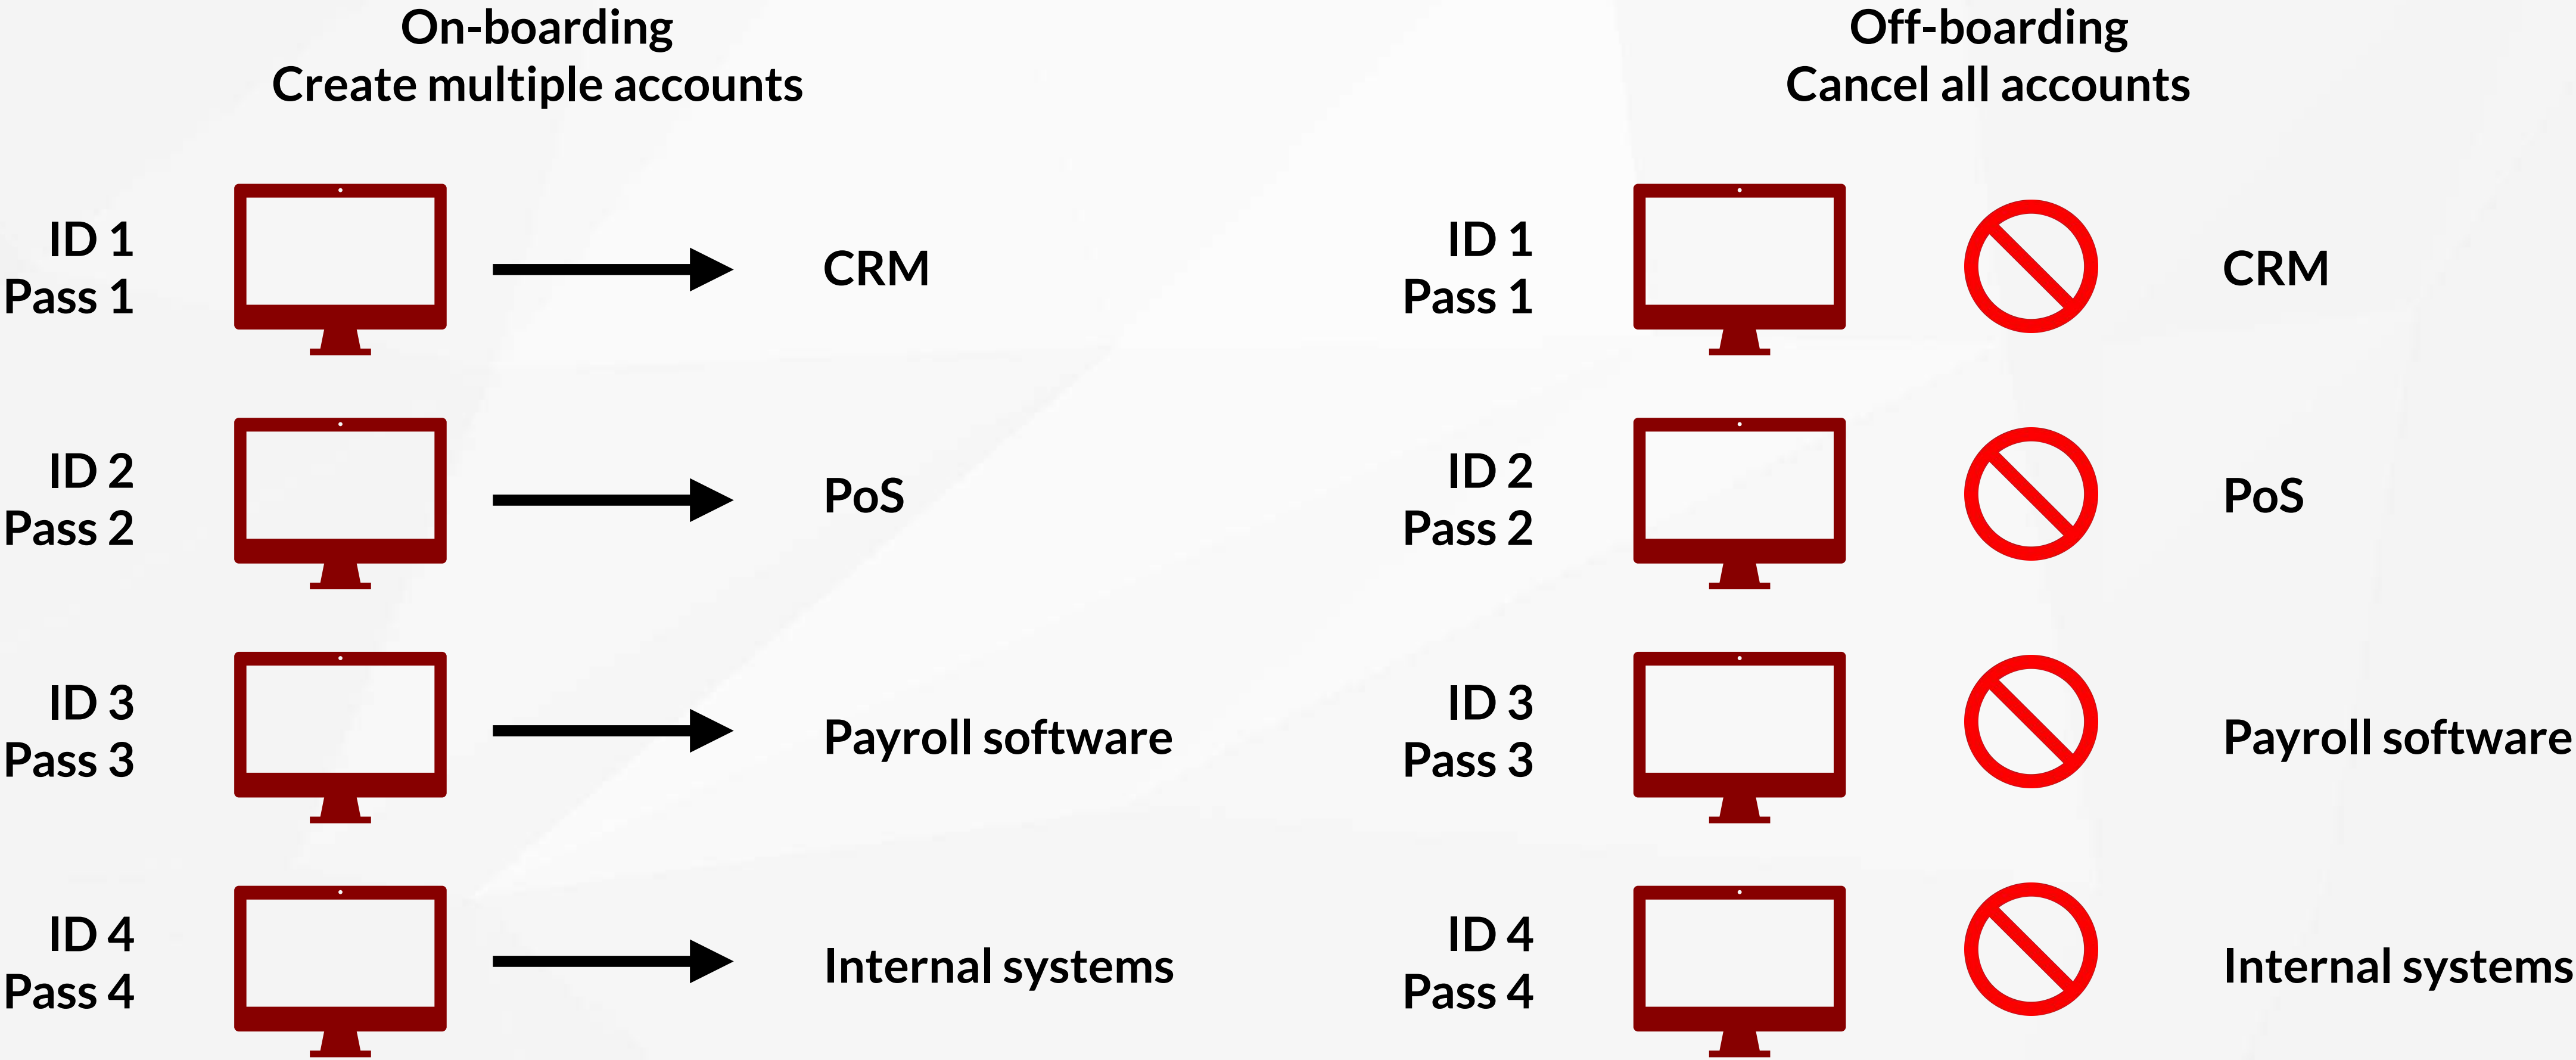 On-boarding
Create multiple accounts
ID 1
Pass 1
CRM
ID 2
Pass 2
PoS
ID 3
Pass 3
Payroll software
ID 4
Pass 4
Internal systems
Off-boarding
Cancel all accounts
ID 1
Pass 1
CRM
ID 2
Pass 2
PoS
ID 3
Pass 3
Payroll software
ID 4
Pass 4
Internal systems